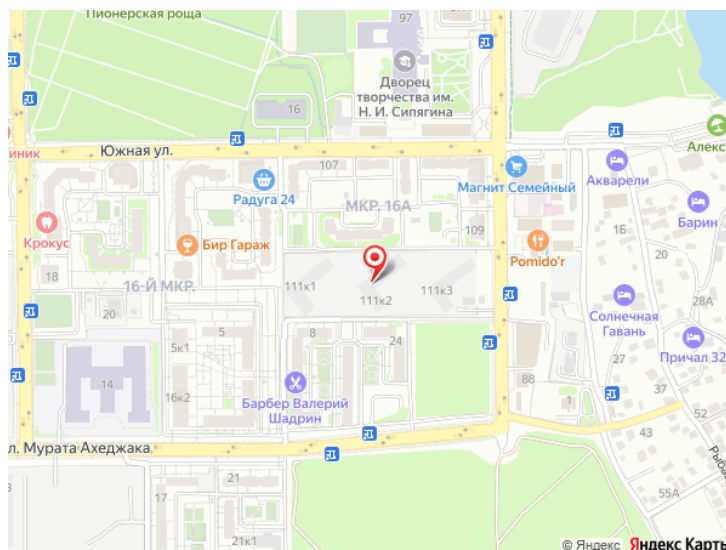 Пионерская роща
97
Дворец
творчества им.
Н. И. Сипягина
16
Южная ул.
107
линик
Алекс
Магнит Семейный
Акварели
Радуга 24
МКР. 16А
Барин
Крокус
Бир Гараж
109
Pomido'r
1Б
20
18
16-Й МКР.
111к1
111к2
111к3
28А
20
Солнечная
Гавань
5
8
24
Причал 32
5к1
27
14
88
37
16к2
Барбер Валерий
Шадрин
1
52
43
л. Мурата Ахеджака
Рыба
21
17
55А
21к1
© Яндекс Яндекс Карты